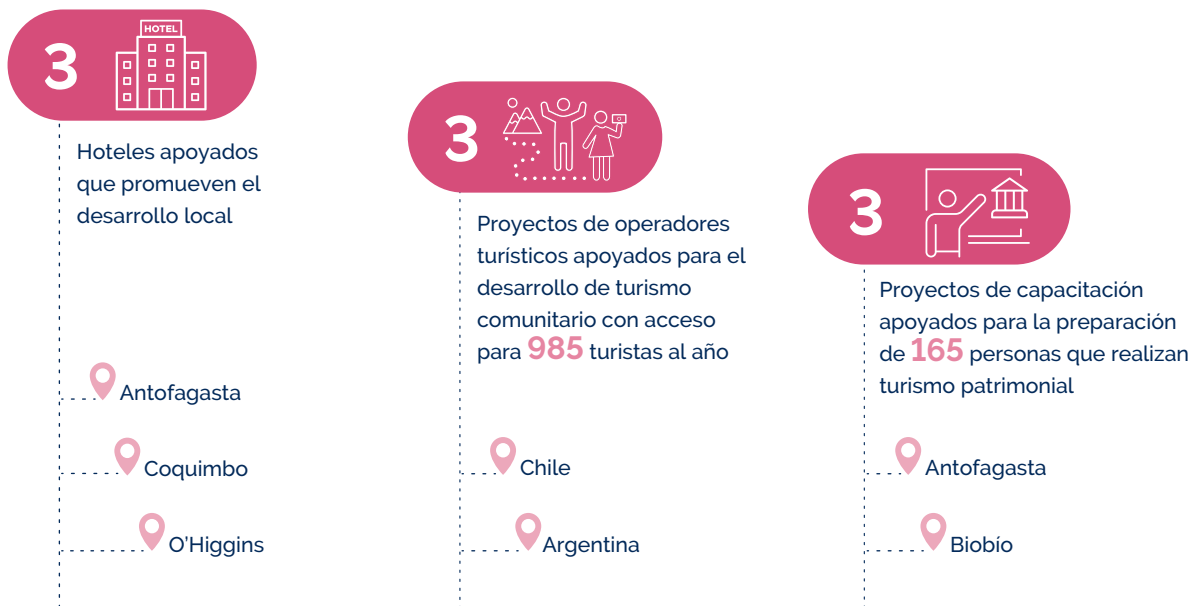 3
HOTEL
Hoteles apoyados
que promueven el
desarrollo local
Antofagasta
Coquimbo
O'Higgins
3
Proyectos de operadores
turísticos apoyados para el
desarrollo de turismo
comunitario con acceso
para 985 turistas al año
Chile
Argentina
3
Proyectos de capacitación
apoyados para la preparación
de 165 personas que realizan
turismo patrimonial
Antofagasta
Biobío